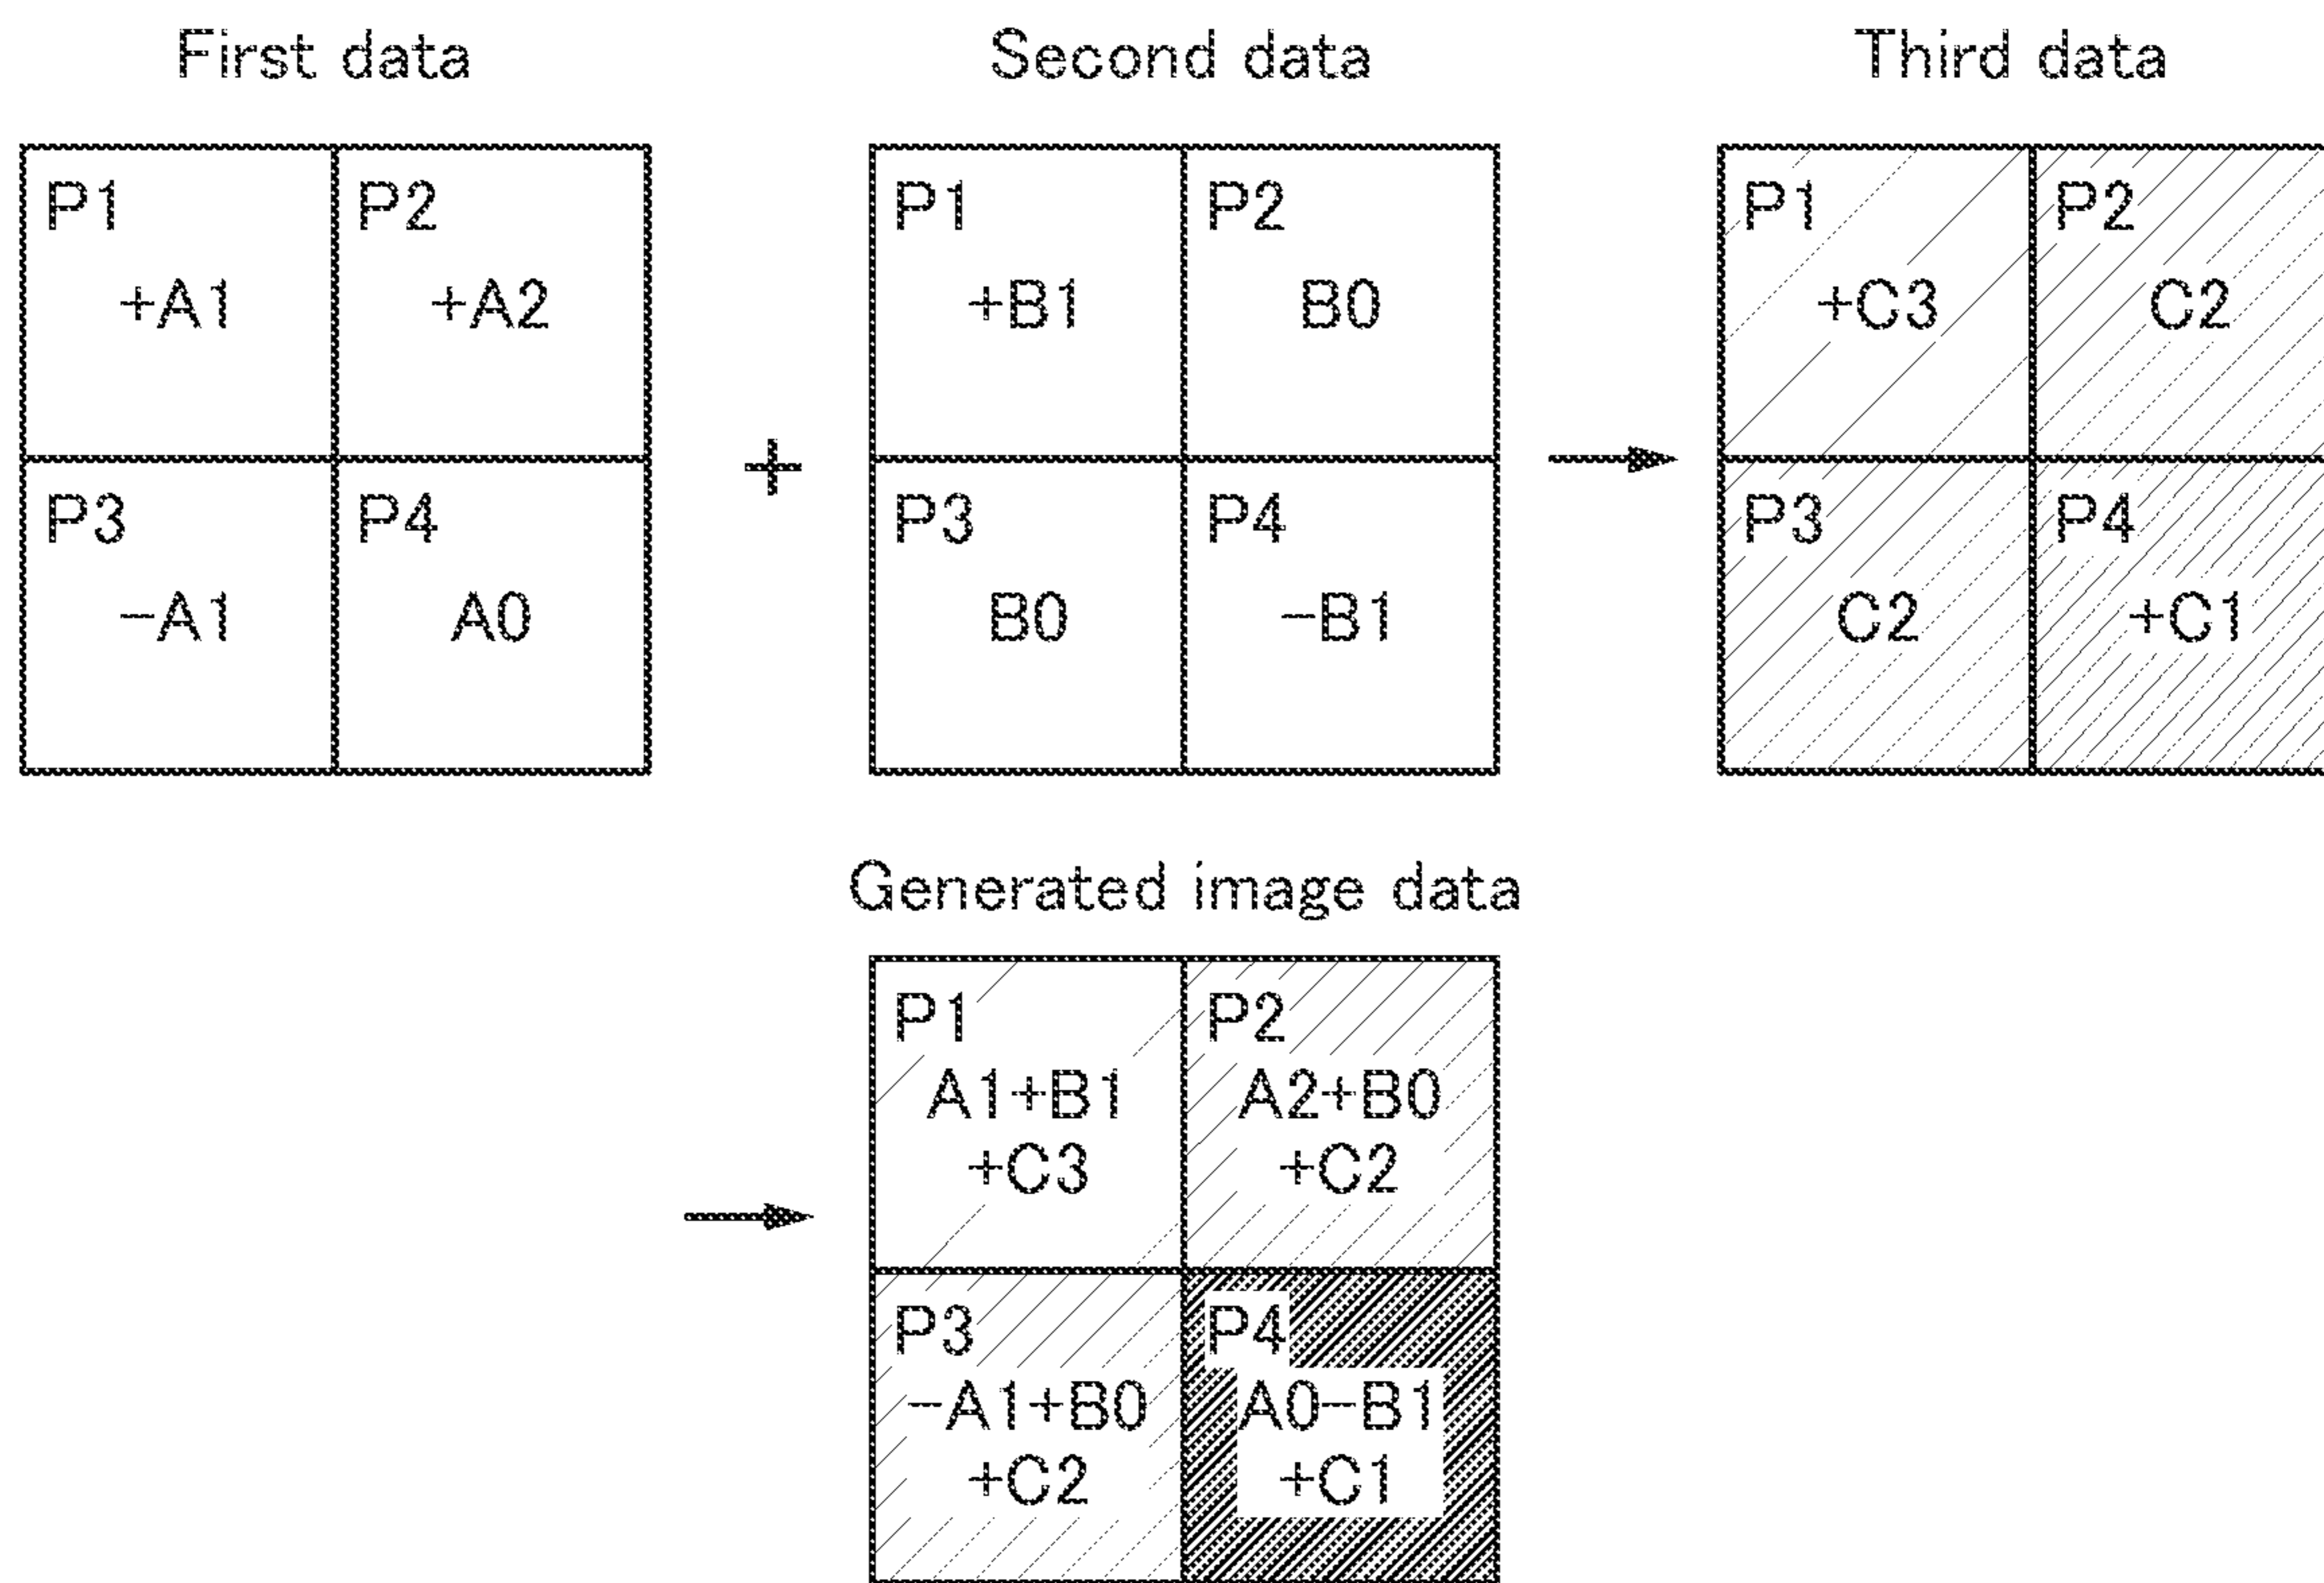 First data
P1
+A1
P2
+A2
P3
-A1
P4
A0
+
Second data
P1
+B1
P2
B0
P3
B0
P4
-B1
Third data
P1
+C3
P2
C2
P3
C2
P4
+C1
Generated image data
P1
A1+B1
+C3
P2
A2+B0
+C2
P3
-A1+B0
+C2
P4
A0-B1
+C1